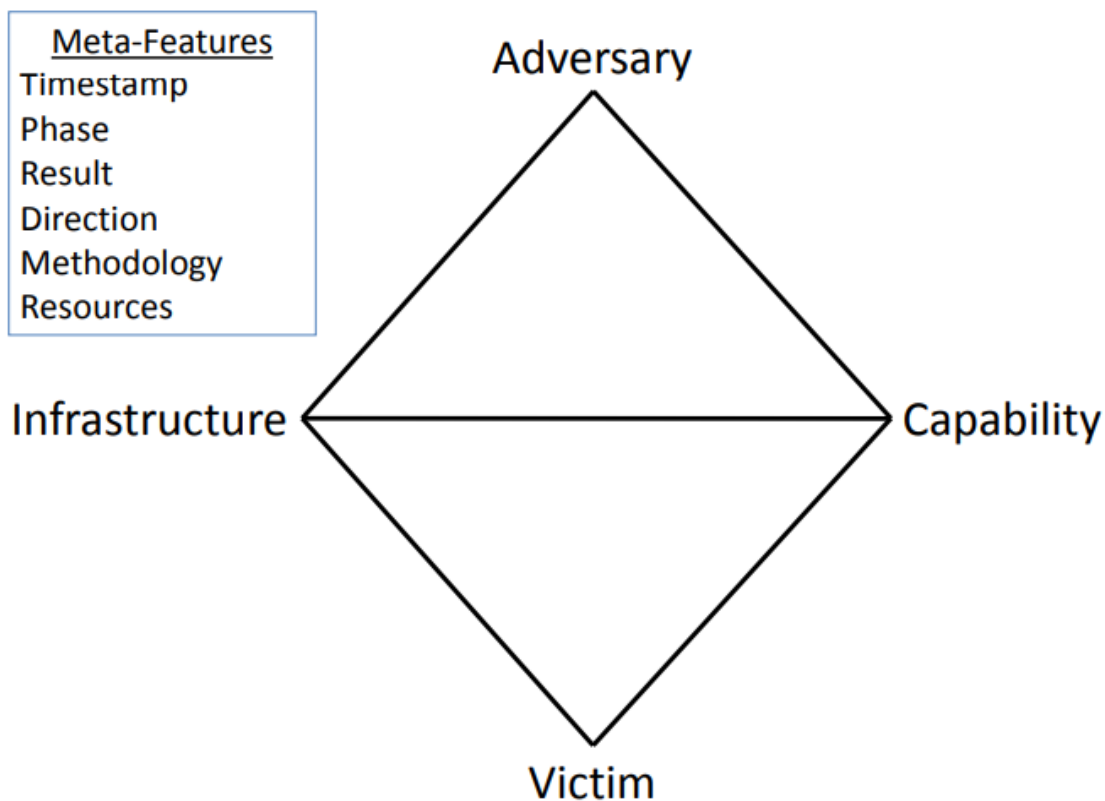 Meta-Features
Timestamp
Phase
Result
Direction
Methodology
Resources
Adversary
Infrastructure
Capability
Victim